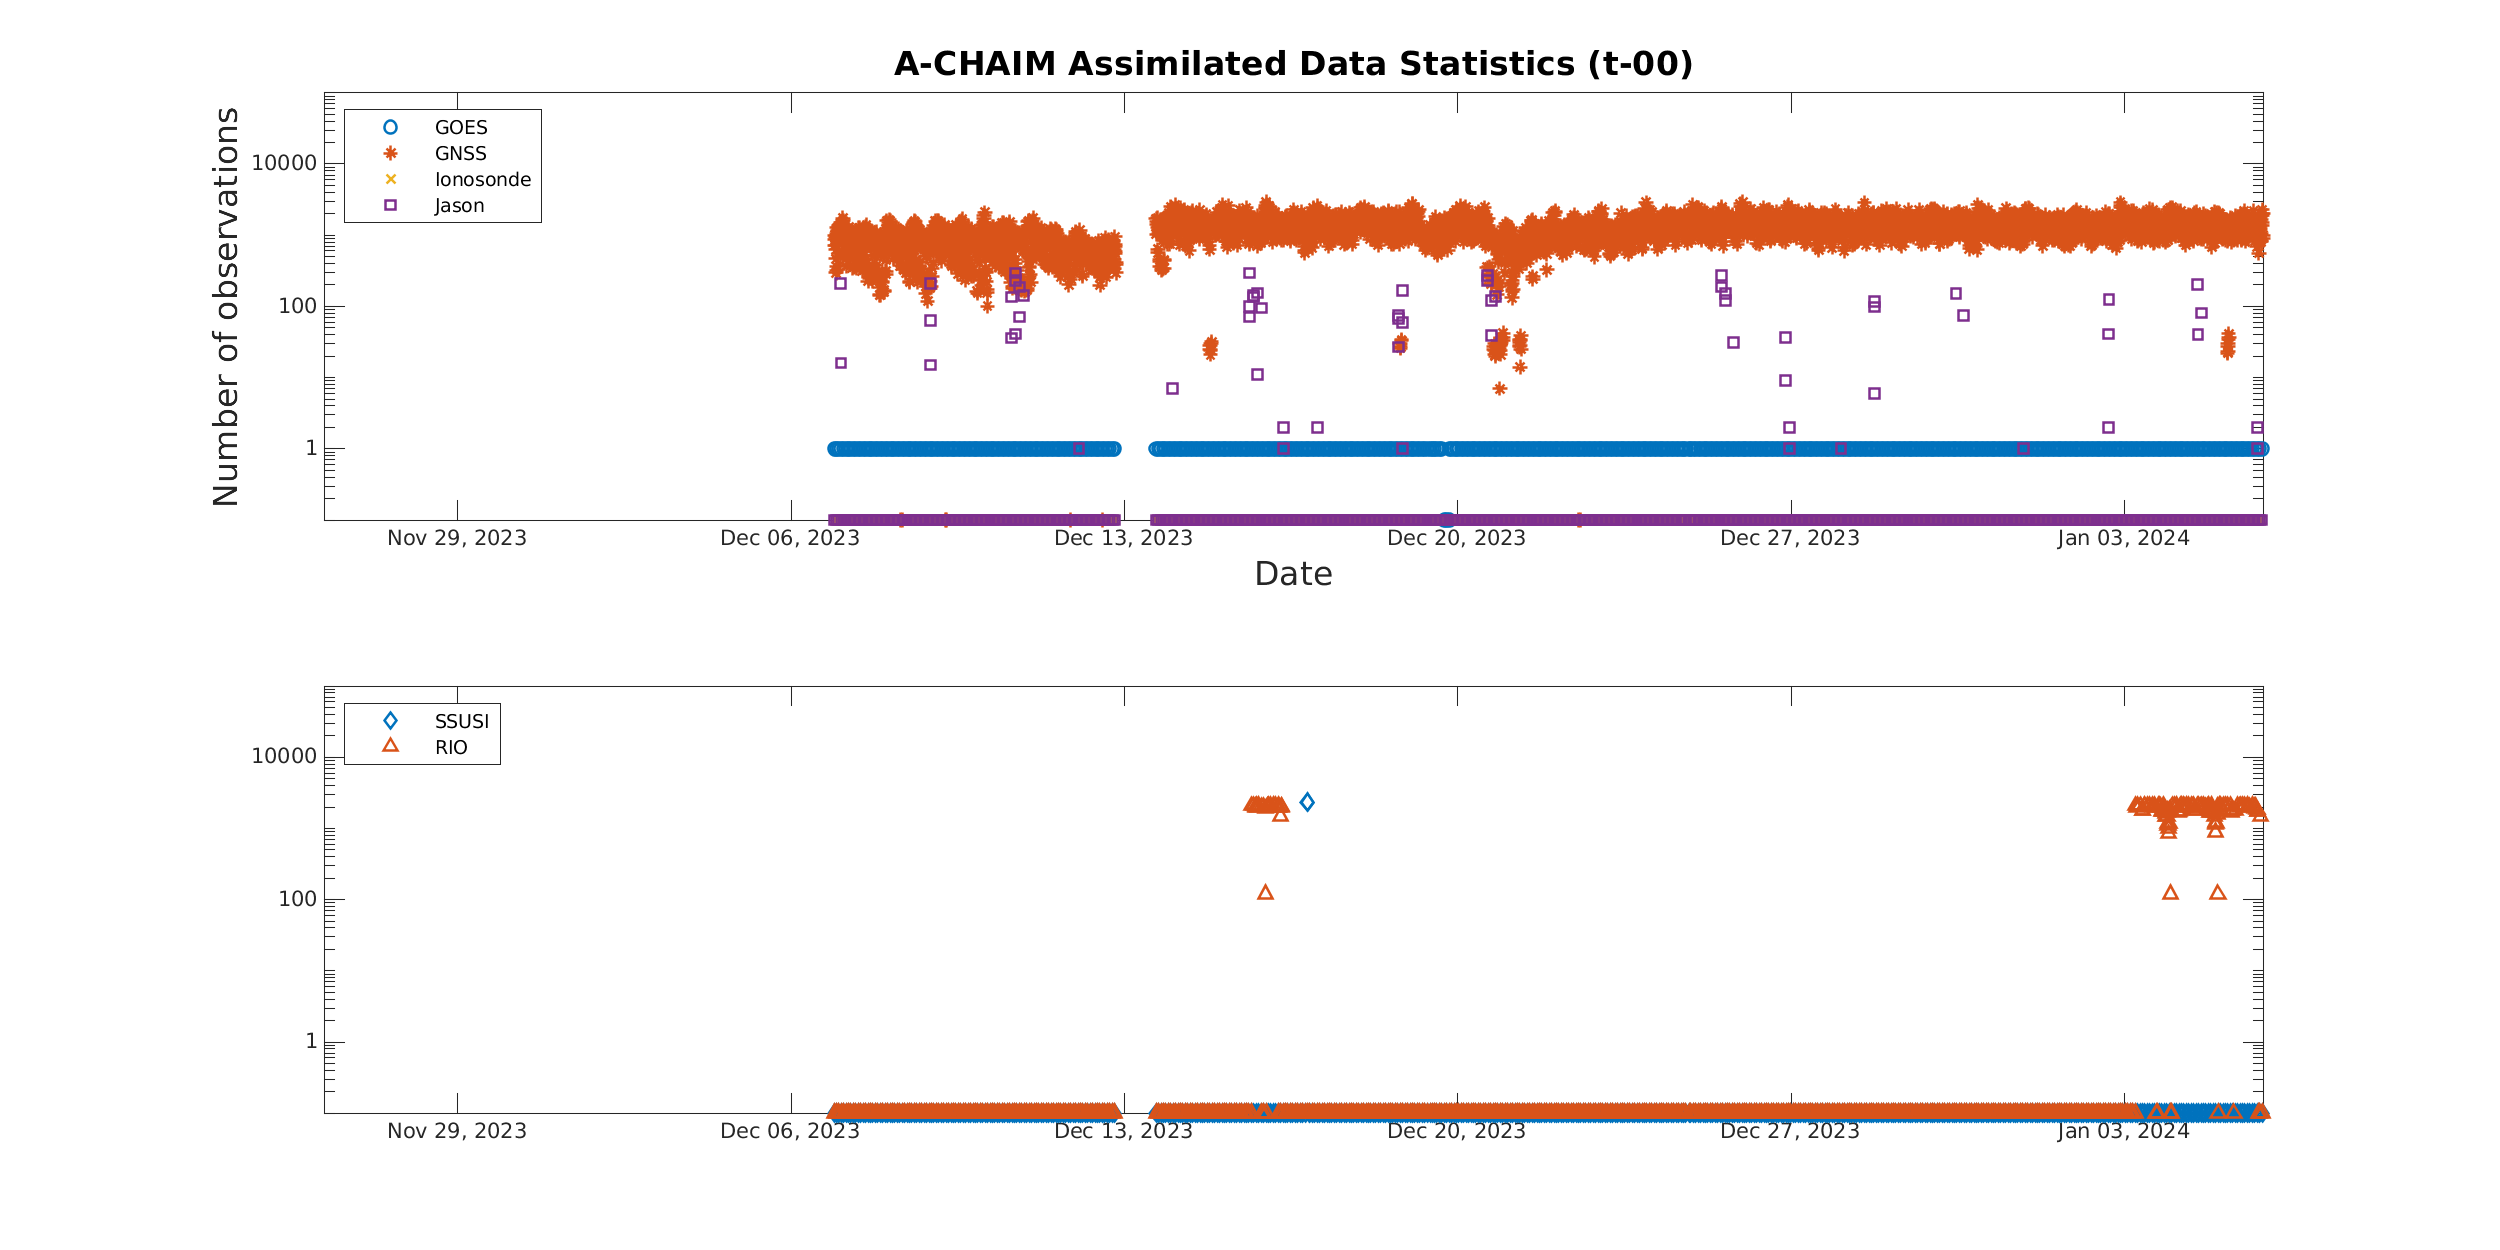 A-CHAIM Assimilated Data Statistics (t-00)
Number of observations
GOES
GNSS
Ionosonde
Jason
10000
100
1
Nov 29, 2023
Dec 06, 2023
Dec 13, 2023
Dec 20, 2023
Dec 27, 2023
Jan 03, 2024
Date
SSUSI
RIO
10000
100
1
Nov 29, 2023
Dec 06, 2023
Dec 13, 2023
Dec 20, 2023
Dec 27, 2023
Jan 03, 2024